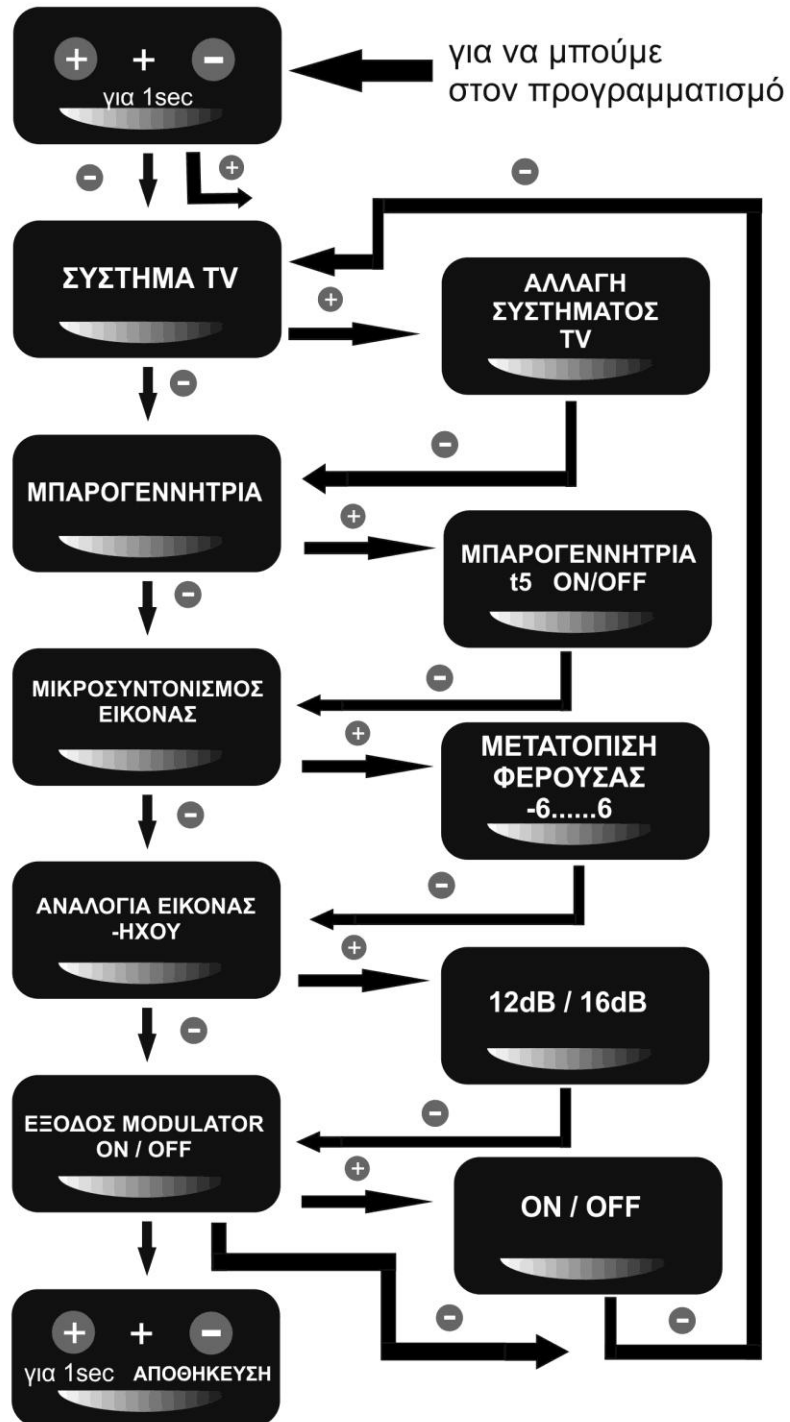 + + -
για 1sec
για να μπούμε
στον προγραμματισμό
- +
-
ΣΥΣΤΗΜΑ TV
+
ΑΛΛΑΓΗ
ΣΥΣΤΗΜΑΤΟΣ
TV
-
-
ΜΠΑΡΟΓΕΝΝΗΤΡΙΑ
+
ΜΠΑΡΟΓΕΝΝΗΤΡΙΑ
t5 ON/OFF
-
-
ΜΙΚΡΟΣΥΝΤΟΝΙΣΜΟΣ
ΕΙΚΟΝΑΣ
+
ΜΕΤΑΤΟΠΙΣΗ
ΦΕΡΟΥΣΑΣ
-6......6
-
-
ΑΝΑΛΟΓΙΑ ΕΙΚΟΝΑΣ
-ΗΧΟΥ
+
12dB / 16dB
-
-
ΕΞΟΔΟΣ MODULATOR
ON / OFF
+
ON / OFF
- -
+ + -
για 1sec ΑΠΟΘΗΚΕΥΣΗ